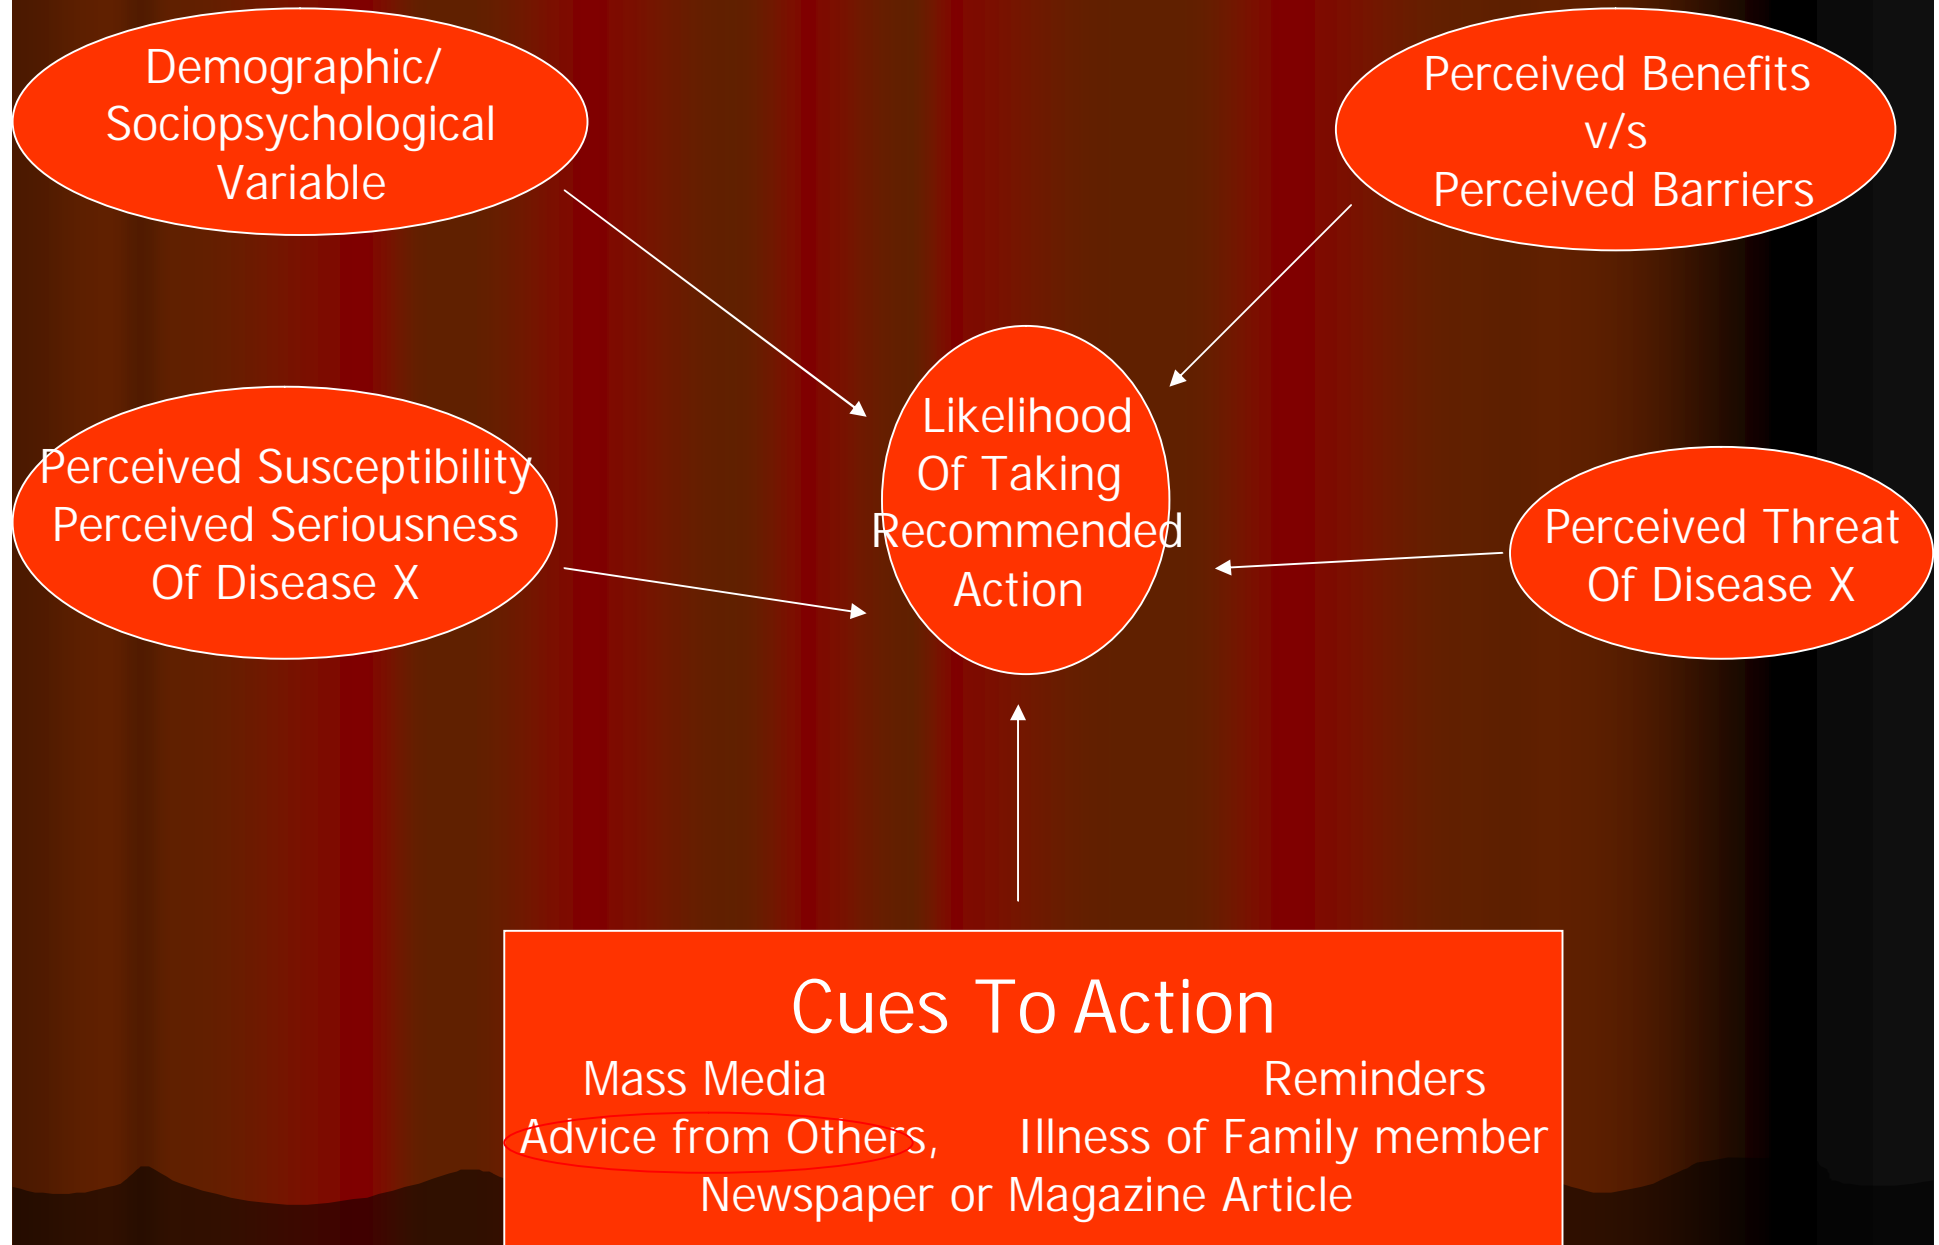 Demographic/
Sociopsychological
Variable
Perceived Benefits
v/s
Perceived Barriers
Perceived Susceptibility
Perceived Seriousness
Of Disease X
Likelihood
Of Taking
Recommended
Action
Perceived Threat
Of Disease X
Cues To Action
Mass Media Reminders
Advice from Others, Illness of Family member
Newspaper or Magazine Article